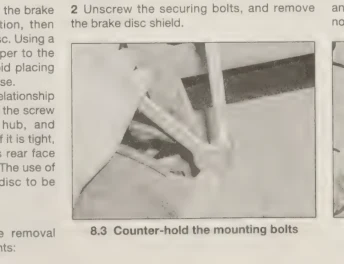 the brake
tion, then
sc. Using a
per to the
id placing
se.
elationship
the screw
hub, and
f it is tight,
s rear face
The use of
disc to be
e removal
nts:
2 Unscrew the securing bolts, and remove
the brake disc shield.
8.3 Counter-hold the mounting bolts
an
no